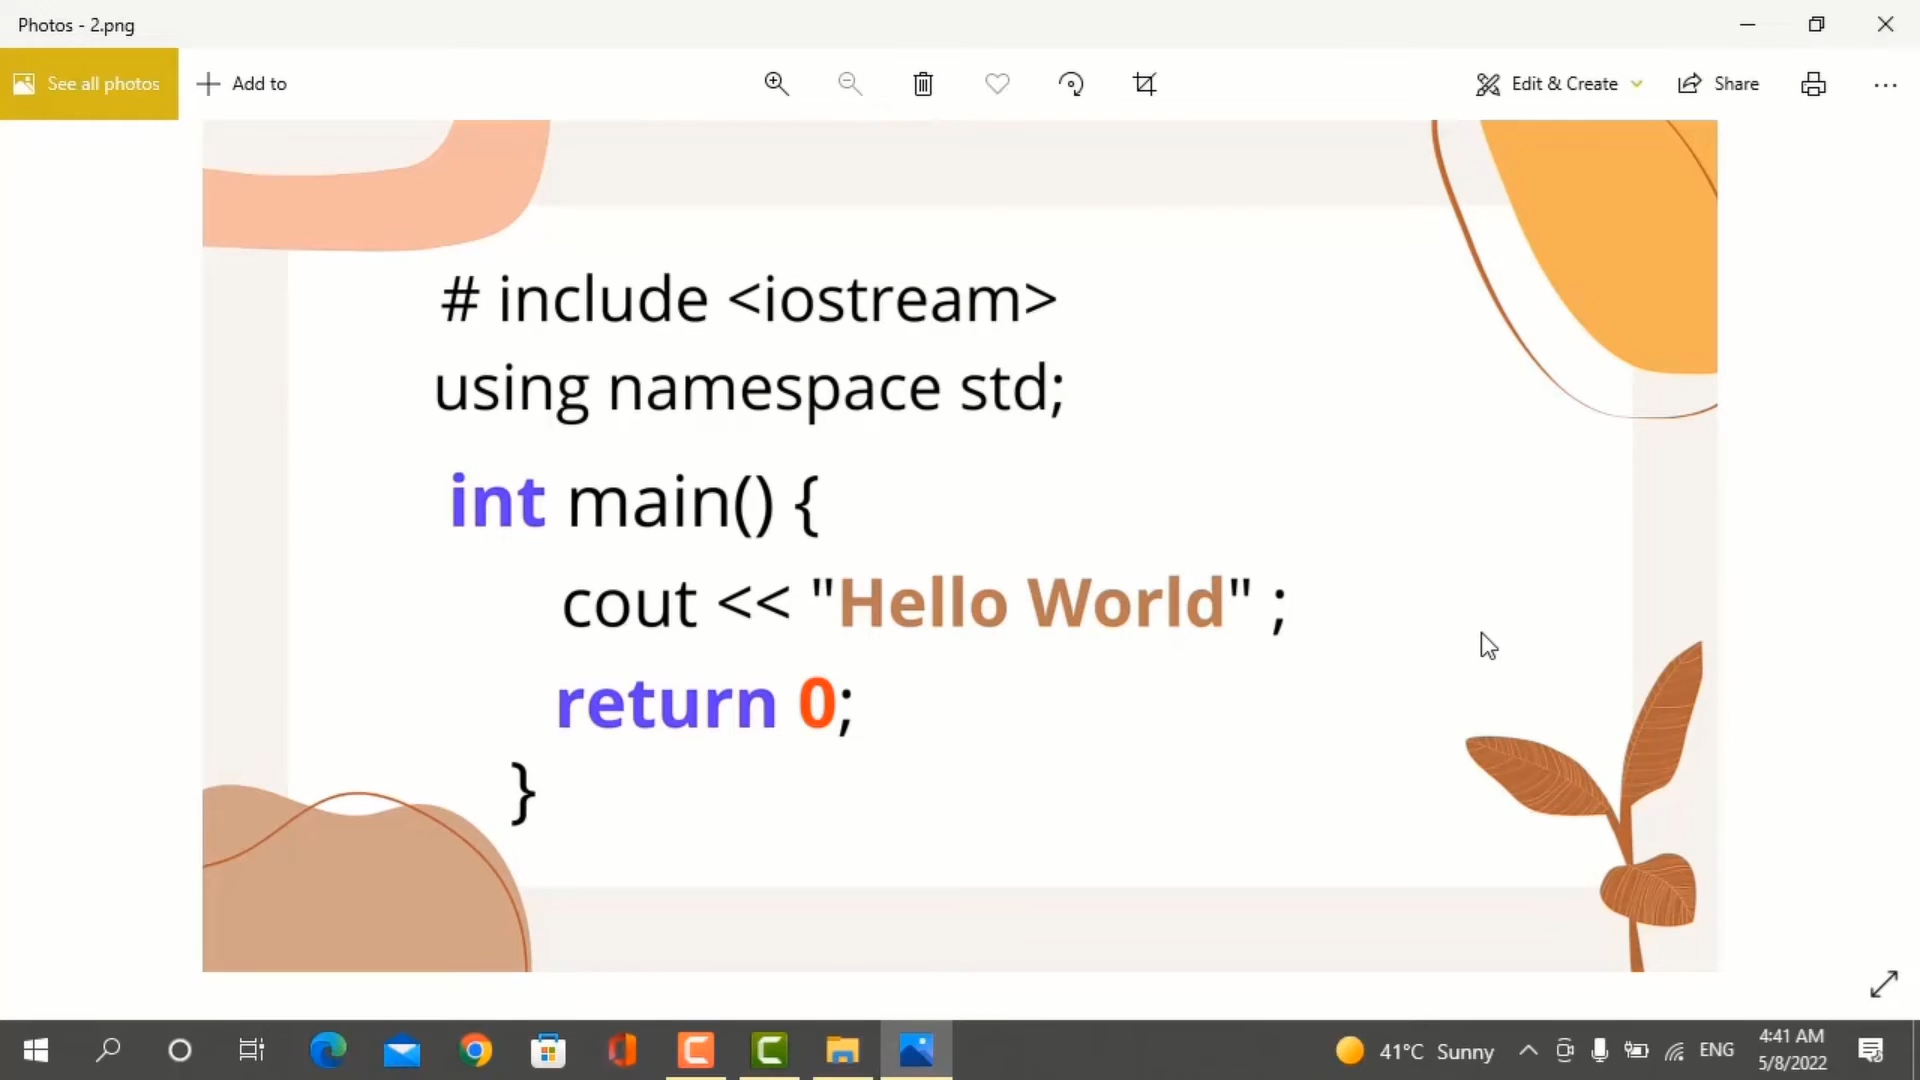 Photos - 2.png
See all photos
Add to
Edit & Create
Share
# include <iostream>
using namespace std;
int main() {
cout << "Hello World" ;
return 0;
}
41°C Sunny
ENG
4:41 AM
5/8/2022